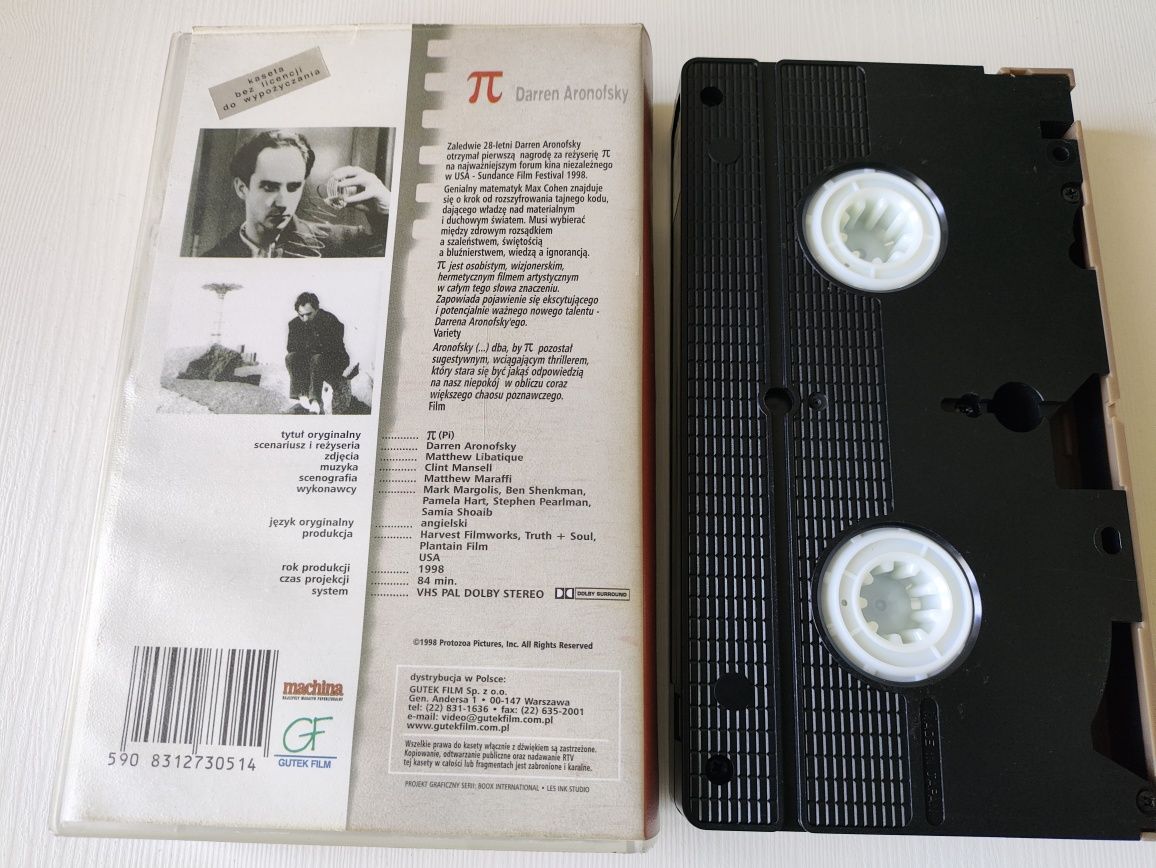 kaseta
bez licencji
do wypożyczania
π Darren Aronofsky
Zaledwie 28-letni Darren Aronofsky
otrzymał pierwszą nagrodę za reżyserię π
na najważniejszym forum kina niezależnego
w USA - Sundance Film Festival 1998.
Genialny matematyk Max Cohen znajduje
się o krok od rozszyfrowania tajnego kodu,
dającego władzę nad materialnym
i duchowym światem. Musi wybierać
między zdrowym rozsądkiem
a szaleństwem, świętością
a bluźnierstwem, wiedzą a ignorancją.
π jest osobistym, wizjonerskim,
hermetycznym filmem artystycznym
w całym tego słowa znaczeniu.
Zapowiada pojawienie się ekscytującego
i potencjalnie ważnego nowego talentu -
Darrena Aronofsky'ego.
Variety
Aronofsky (...) dba, by π pozostał
sugestywnym, wciągającym thrillerem,
który stara się być jakąś odpowiedzią
na nasz niepokój w obliczu coraz
większego chaosu poznawczego.
Film
tytuł oryginalny ............ π (Pi)
scenariusz i reżyseria ............ Darren Aronofsky
zdjęcia ............ Matthew Libatique
muzyka ............ Clint Mansell
scenografia ............ Matthew Maraffi
wykonawcy ............ Mark Margolis, Ben Shenkman,
Pamela Hart, Stephen Pearlman,
Samia Shoaib
język oryginalny ............ angielski
produkcja ............ Harvest Filmworks, Truth + Soul,
Plantain Film
USA
rok produkcji ............ 1998
czas projekcji ............ 84 min.
system ............ VHS PAL DOLBY STEREO DOLBY SURROUND
©1998 Protozoa Pictures, Inc. All Rights Reserved
dystrybucja w Polsce:
GUTEK FILM Sp. z o.o.
Gen. Andersa 1 • 00-147 Warszawa
tel: (22) 831-1636 • fax: (22) 635-2001
e-mail: video@gutekfilm.com.pl
www.gutekfilm.com.pl
Wszelkie prawa do kasety włącznie z dźwiękiem są zastrzeżone.
Kopiowanie, odtwarzanie publiczne oraz nadawanie RTV
tej kasety w całości lub fragmentach jest zabronione i karalne.
PROJEKT GRAFICZNY SERII: BOOX INTERNATIONAL • LES INK STUDIO
machina
GF
GUTEK FILM
590 8312730514
MADE IN JAPAN